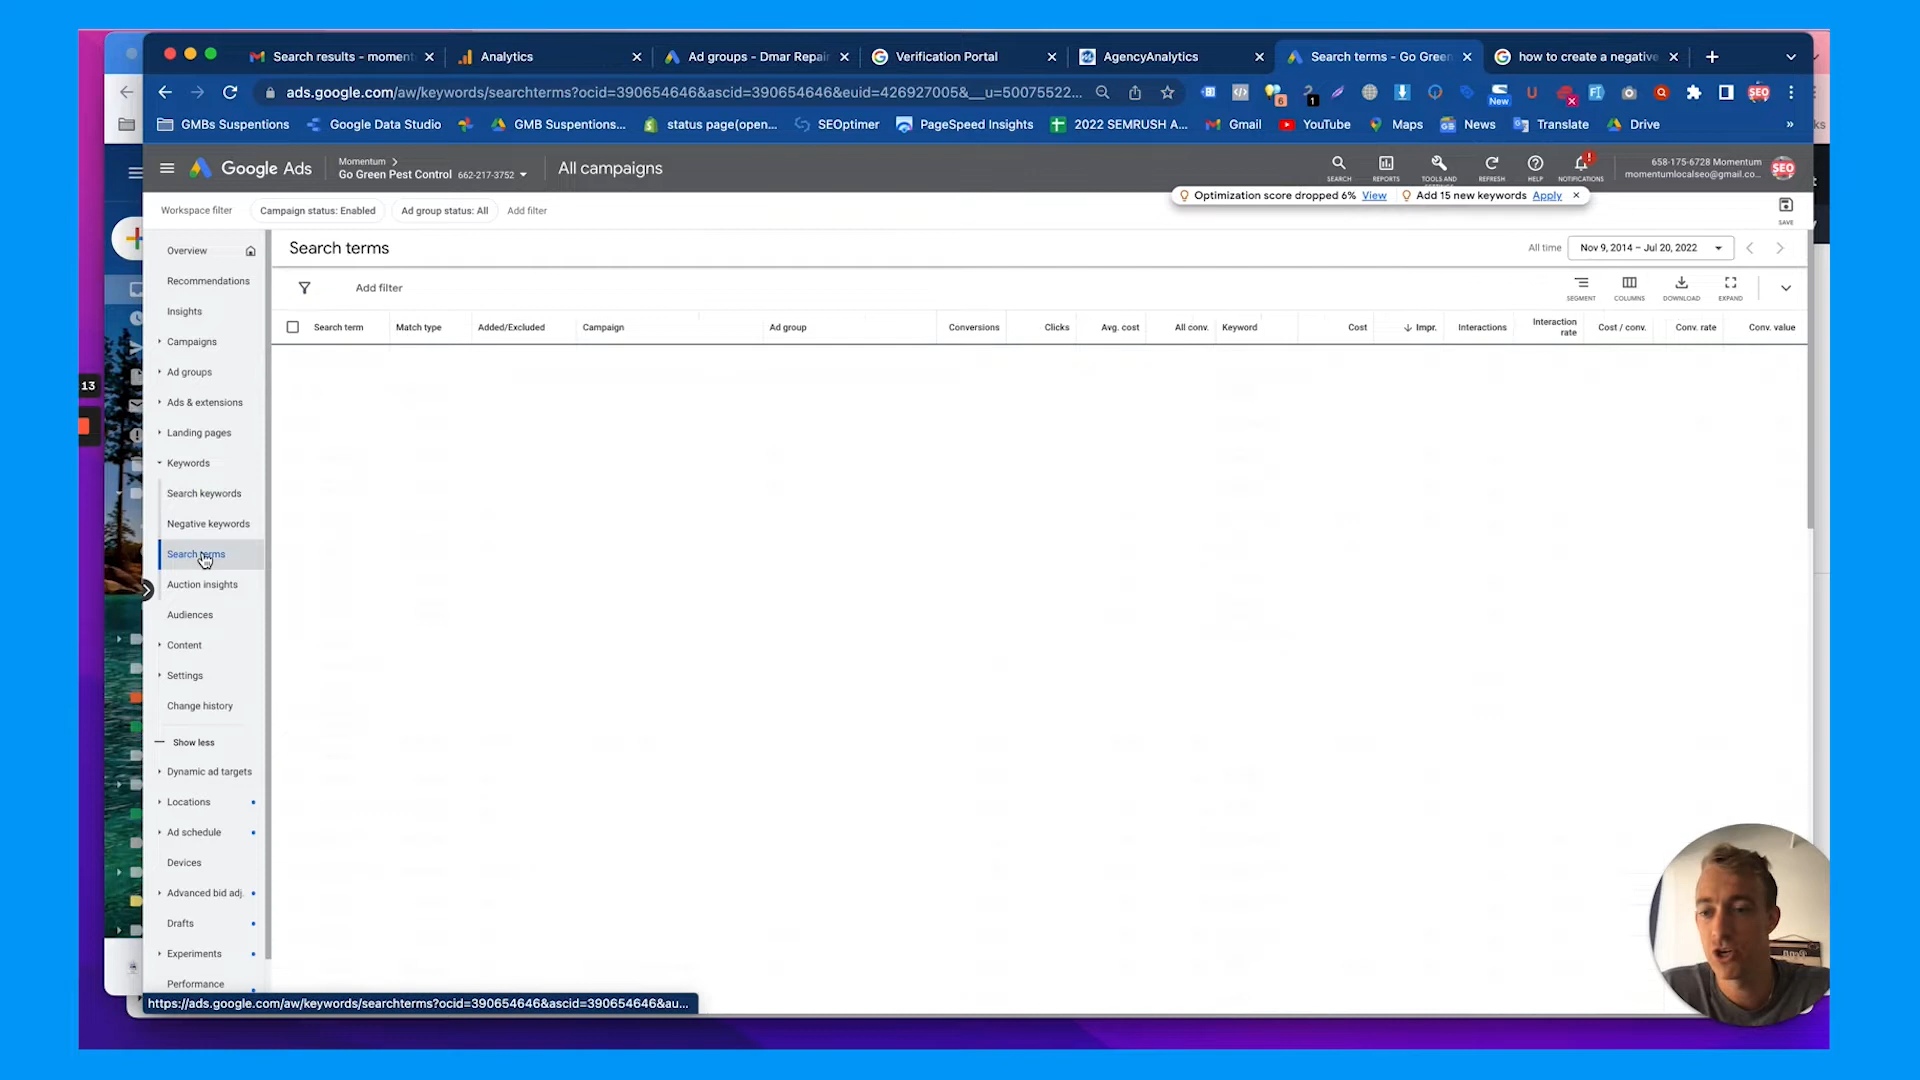 Search results - moment
Analytics
Ad groups - Dmar Repair
Verification Portal
AgencyAnalytics
Search terms - Go Green
how to create a negative
ads.google.com/aw/keywords/searchterms?ocid=390654646&ascid=390654646&euid=426927005&__u=50075522...
6
1
New
SEO
GMBs Suspentions
Google Data Studio
GMB Suspentions...
status page(open...
SEOptimer
PageSpeed Insights
2022 SEMRUSH A...
Gmail
YouTube
Maps
News
Translate
Drive
»
ks
Google Ads
Momentum
Go Green Pest Control 662-217-3752
All campaigns
SEARCH
REPORTS
TOOLS AND
REFRESH
HELP
NOTIFICATIONS
658-175-6728 Momentum
momentumlocalseo@gmail.co...
SEO
Optimization score dropped 6% View
Add 15 new keywords Apply
Workspace filter
Campaign status: Enabled
Ad group status: All
Add filter
SAVE
Overview
Recommendations
Insights
Campaigns
Ad groups
Ads & extensions
Landing pages
Keywords
Search keywords
Negative keywords
Search terms
Auction insights
Audiences
Content
Settings
Change history
Show less
Dynamic ad targets
Locations
Ad schedule
Devices
Advanced bid adj.
Drafts
Experiments
Performance
Search terms
All time
Nov 9, 2014 – Jul 20, 2022
Add filter
SEGMENT
COLUMNS
DOWNLOAD
EXPAND
Search term
Match type
Added/Excluded
Campaign
Ad group
Conversions
Clicks
Avg. cost
All conv.
Keyword
Cost
Impr.
Interactions
Interaction
rate
Cost / conv.
Conv. rate
Conv. value
13
https://ads.google.com/aw/keywords/searchterms?ocid=390654646&ascid=390654646&au...